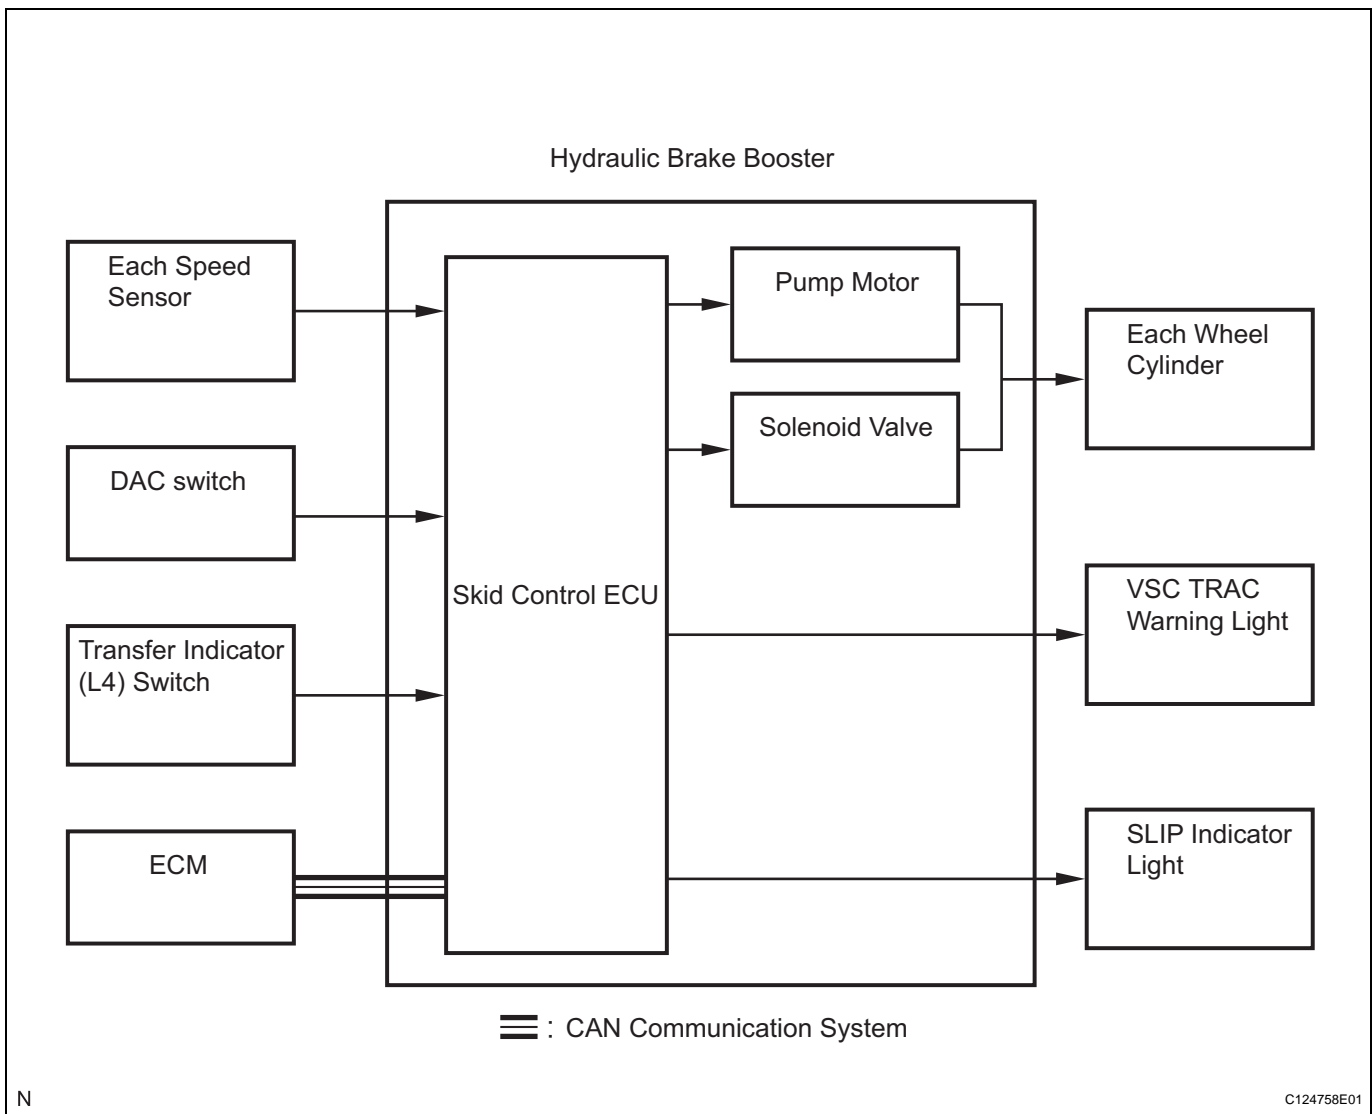 Hydraulic Brake Booster
Each Speed
Sensor
DAC switch
Transfer Indicator
(L4) Switch
ECM
Skid Control ECU
Pump Motor
Solenoid Valve
Each Wheel
Cylinder
VSC TRAC
Warning Light
SLIP Indicator
Light
: CAN Communication System
N
C124758E01